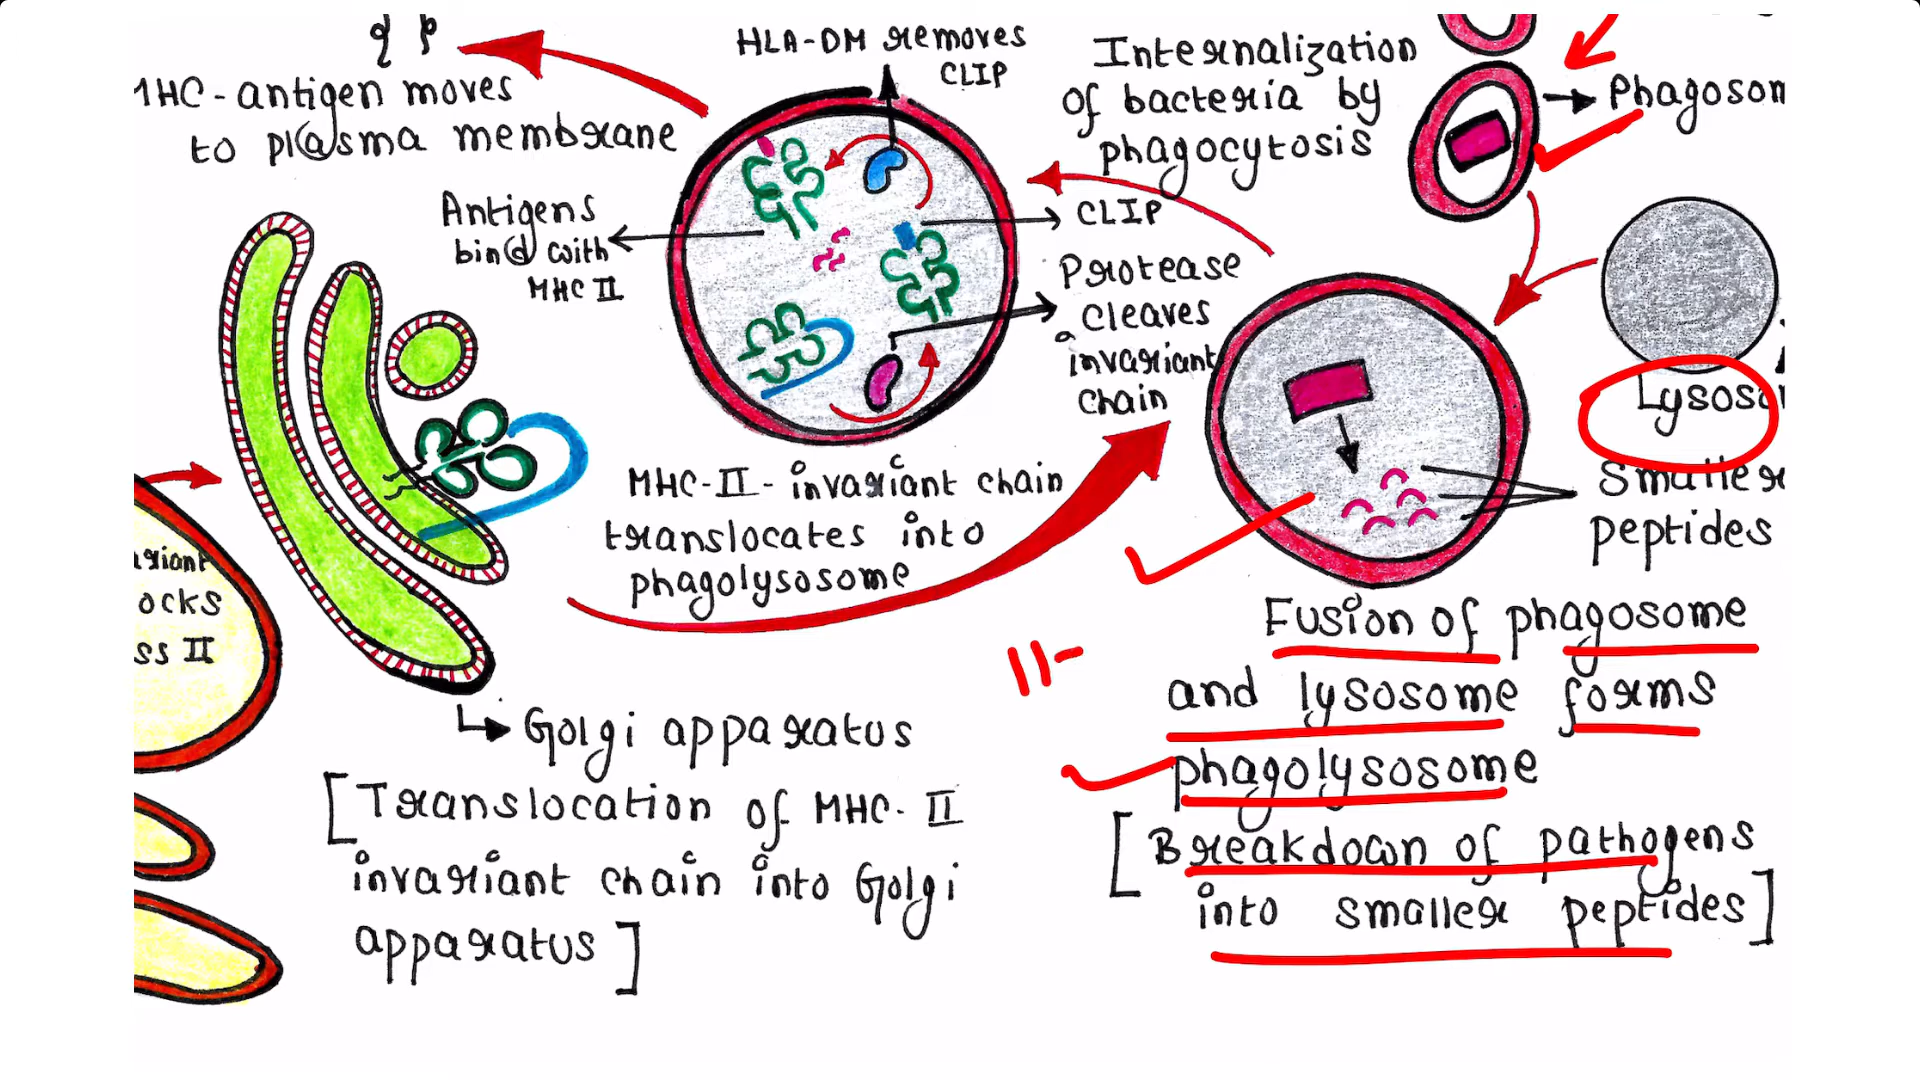 HLA-DM removes
CLIP
MHC-antigen moves
to plasma membrane
Internalization
of bacteria by
phagocytosis
Phagosom
Antigens
bind with
MHC II
CLIP
Protease
cleaves
invariant
chain
Lysoso
Smaller
peptides
MHC-II-invariant chain
translocates into
phagolysosome
ariant
ocks
ss II
Fusion of phagosome
and lysosome forms
phagolysosome
[Breakdown of pathogens
into smaller peptides]
Golgi apparatus
[Translocation of MHC-II
invariant chain into Golgi
apparatus]